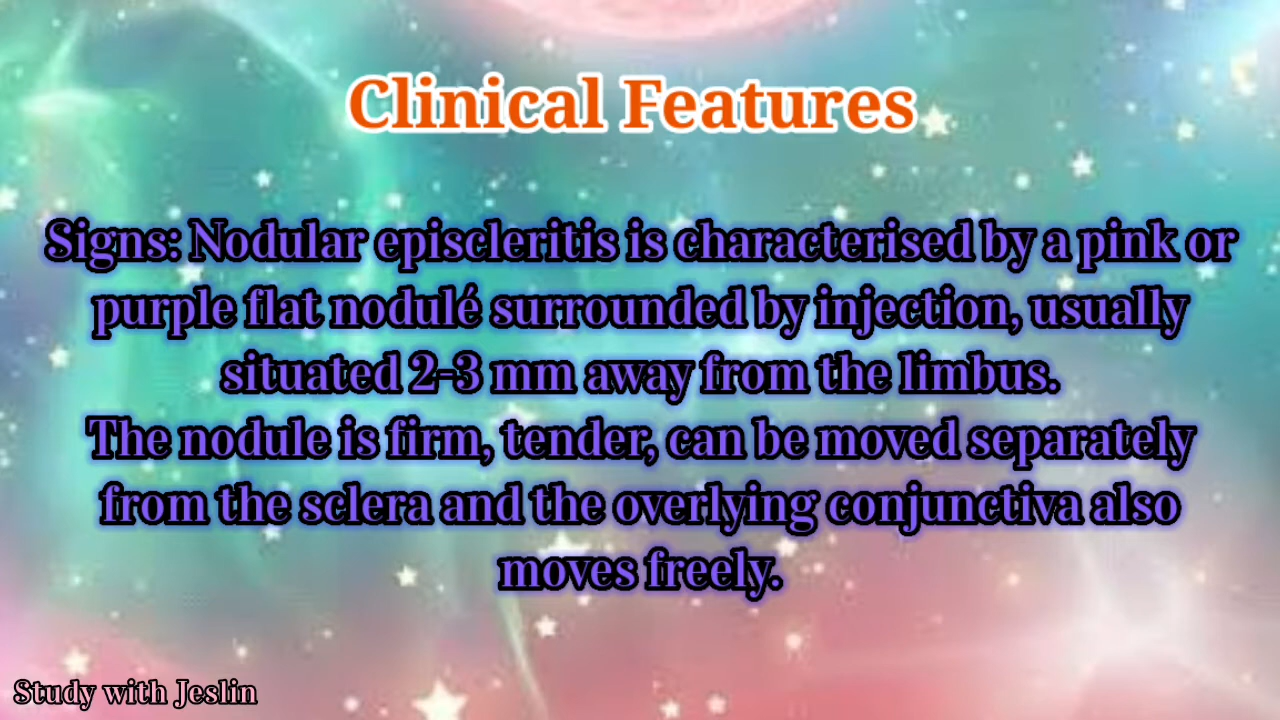 Clinical Features
Signs: Nodular episcleritis is characterised by a pink or
purple flat nodulé surrounded by injection, usually
situated 2-3 mm away from the limbus.
The nodule is firm, tender, can be moved separately
from the sclera and the overlying conjunctiva also
moves freely.
Study with Jeslin